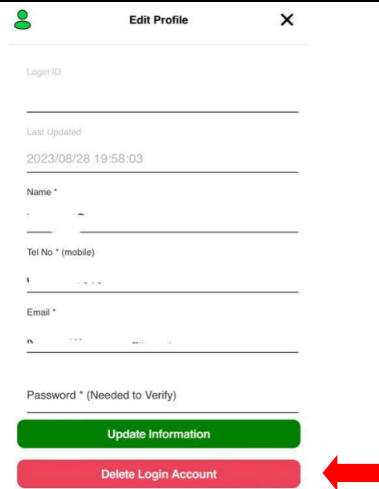 Edit Profile
Login ID
Last Updated
2023/08/28 19:58:03
Name *
Tel No * (mobile)
Email *
Password * (Needed to Verify)
Update Information
Delete Login Account